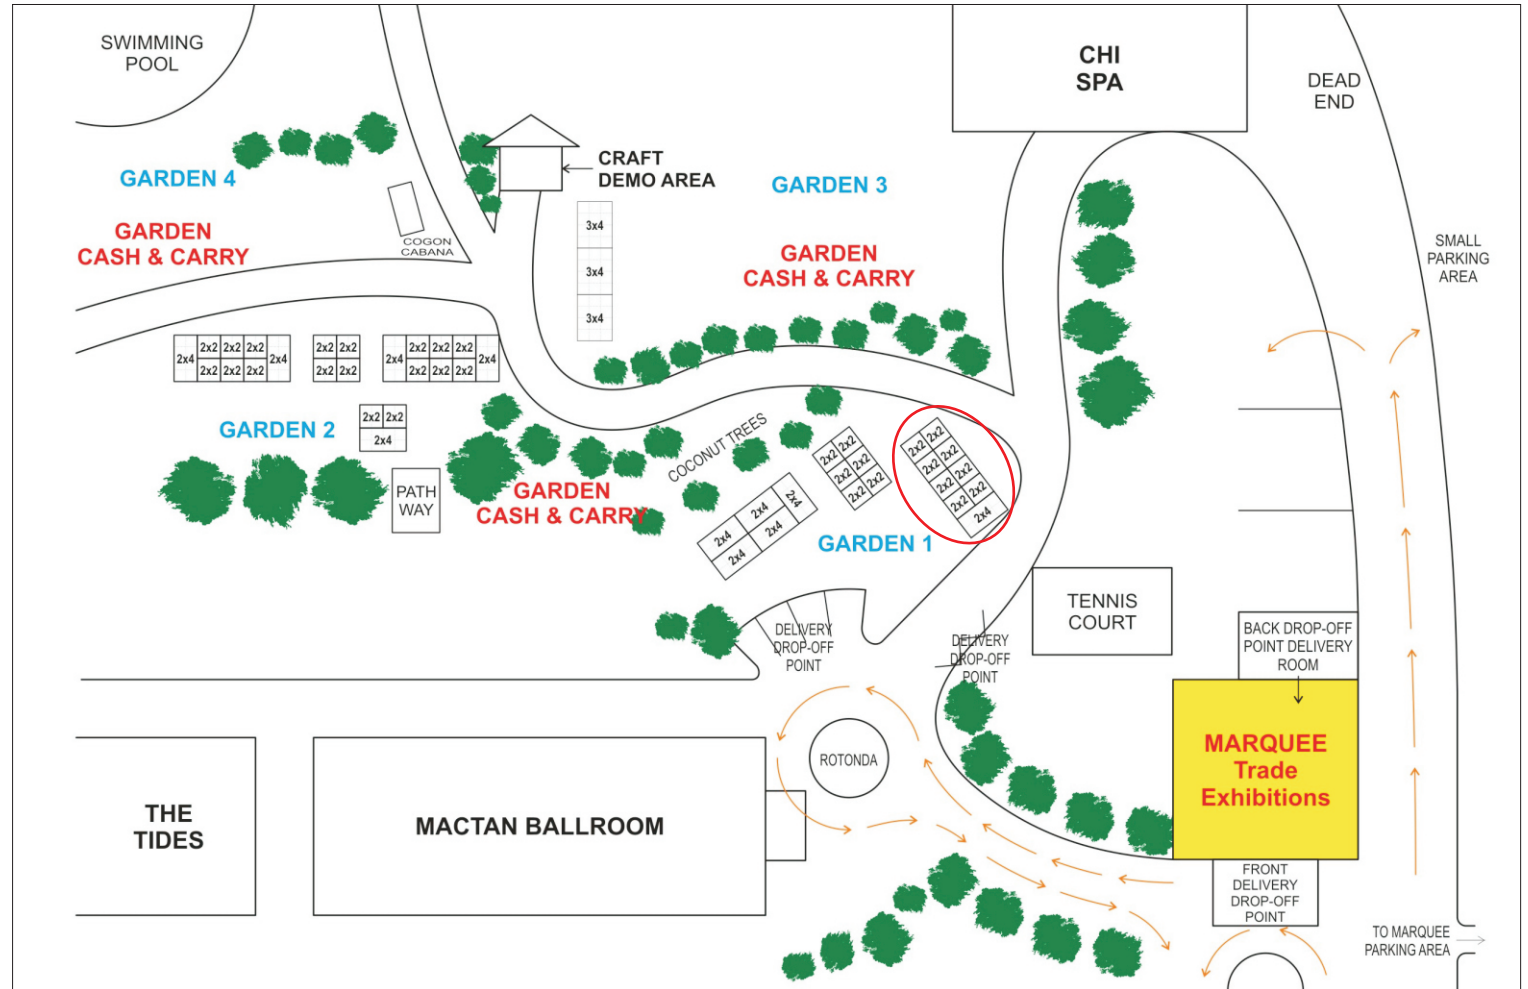 SWIMMING
POOL
CHI
SPA
DEAD
END
GARDEN 4
CRAFT
DEMO AREA
GARDEN 3
GARDEN
CASH & CARRY
COGON
CABANA
3x4
3x4
3x4
GARDEN
CASH & CARRY
SMALL
PARKING
AREA
2x4 2x2 2x2 2x2 2x4
2x2 2x2 2x2
2x2 2x2
2x2 2x2
2x4 2x2 2x2 2x2 2x4
2x2 2x2 2x2
GARDEN 2
2x2 2x2
2x4
PATH
WAY
GARDEN
CASH & CARRY
COCONUT TREES
2x4 2x4 2x4
2x4 2x4
2x2 2x2
2x2 2x2
2x2 2x2
2x2 2x2
2x2 2x2
2x2 2x2
2x2 2x2
2x4
GARDEN 1
DELIVERY
DROP-OFF
POINT
DELIVERY
DROP-OFF
POINT
TENNIS
COURT
BACK DROP-OFF
POINT DELIVERY
ROOM
MARQUEE
Trade
Exhibitions
ROTONDA
THE
TIDES
MACTAN BALLROOM
FRONT
DELIVERY
DROP-OFF
POINT
TO MARQUEE
PARKING AREA